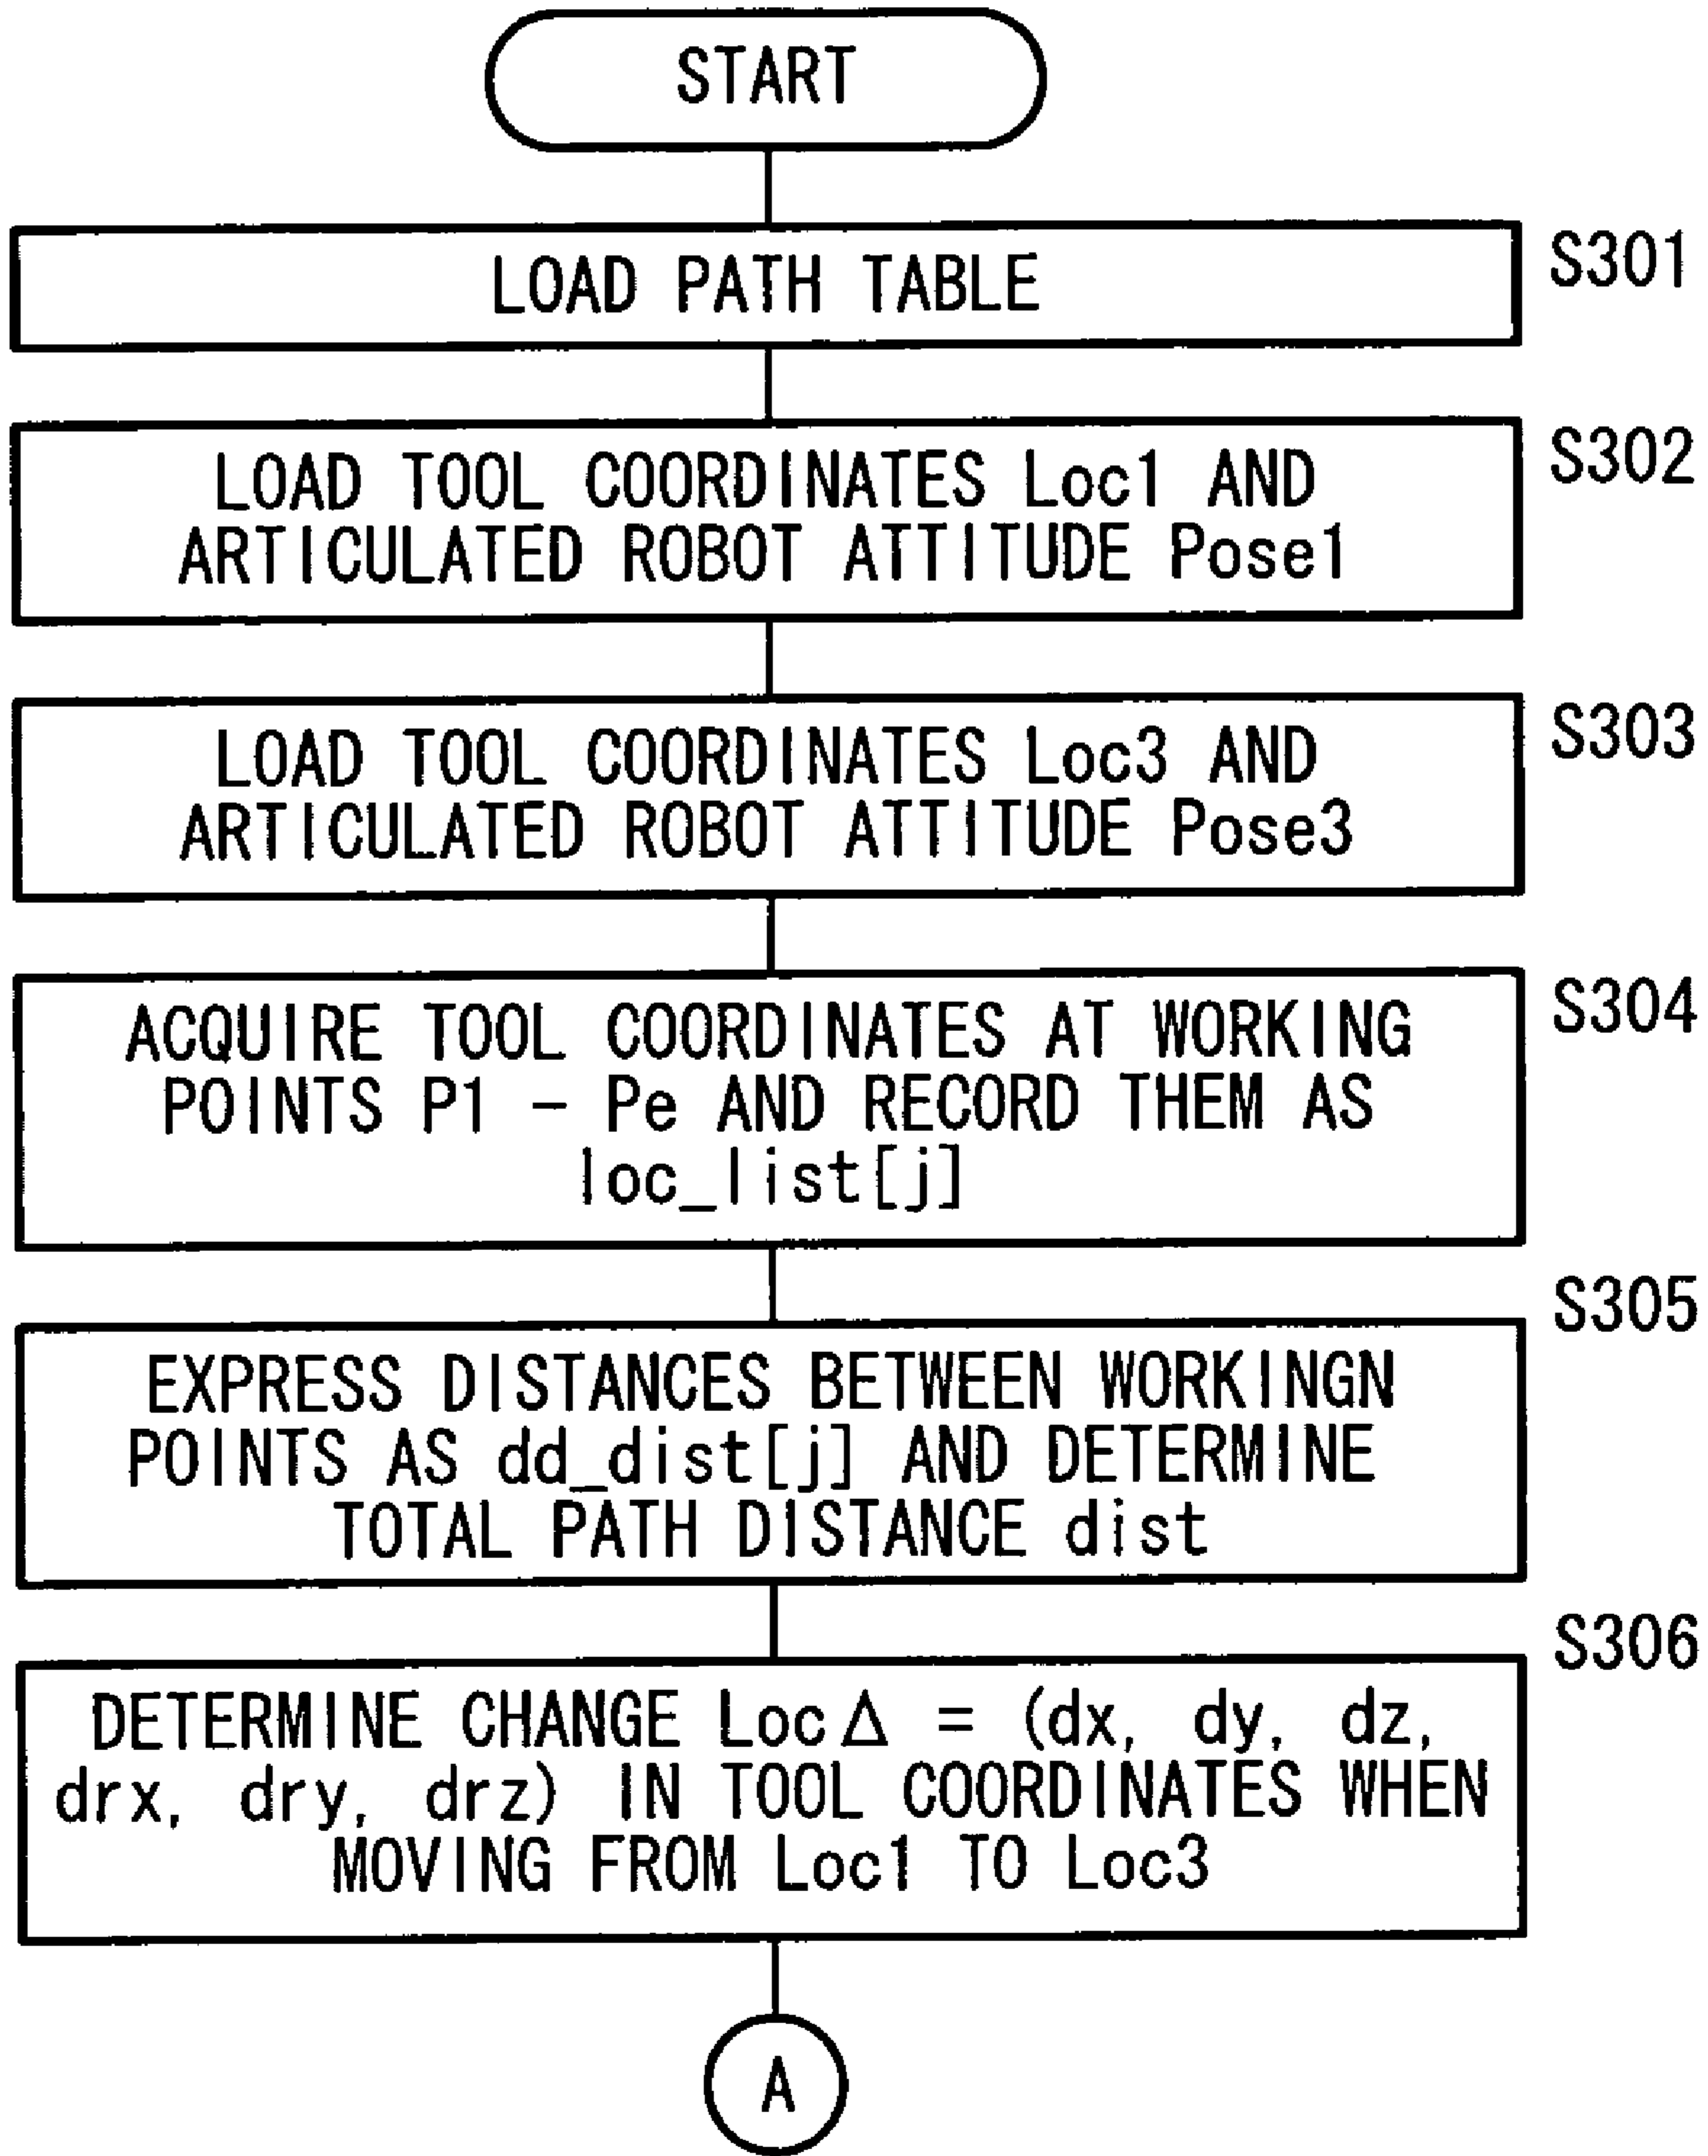 START
LOAD PATH TABLE
S301
LOAD TOOL COORDINATES Loc1 AND
ARTICULATED ROBOT ATTITUDE Pose1
S302
LOAD TOOL COORDINATES Loc3 AND
ARTICULATED ROBOT ATTITUDE Pose3
S303
ACQUIRE TOOL COORDINATES AT WORKING
POINTS P1 - Pe AND RECORD THEM AS
loc_list[j]
S304
EXPRESS DISTANCES BETWEEN WORKINGN
POINTS AS dd_dist[j] AND DETERMINE
TOTAL PATH DISTANCE dist
S305
DETERMINE CHANGE Loc Δ = (dx, dy, dz,
drx, dry, drz) IN TOOL COORDINATES WHEN
MOVING FROM Loc1 TO Loc3
S306
A